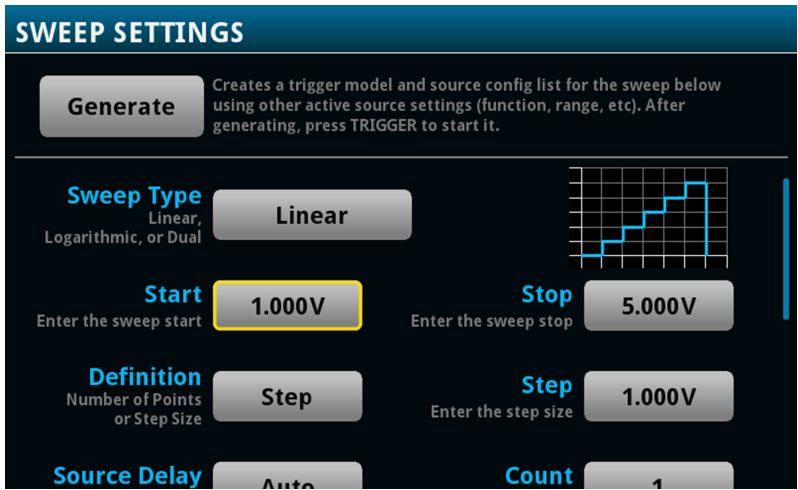 SWEEP SETTINGS
Generate
Creates a trigger model and source config list for the sweep below
using other active source settings (function, range, etc). After
generating, press TRIGGER to start it.
Sweep Type
Linear,
Logarithmic, or Dual
Linear
Start
Enter the sweep start
1.000V
Stop
Enter the sweep stop
5.000V
Definition
Number of Points
or Step Size
Step
Step
Enter the step size
1.000V
Source Delay
Auto
Count
1